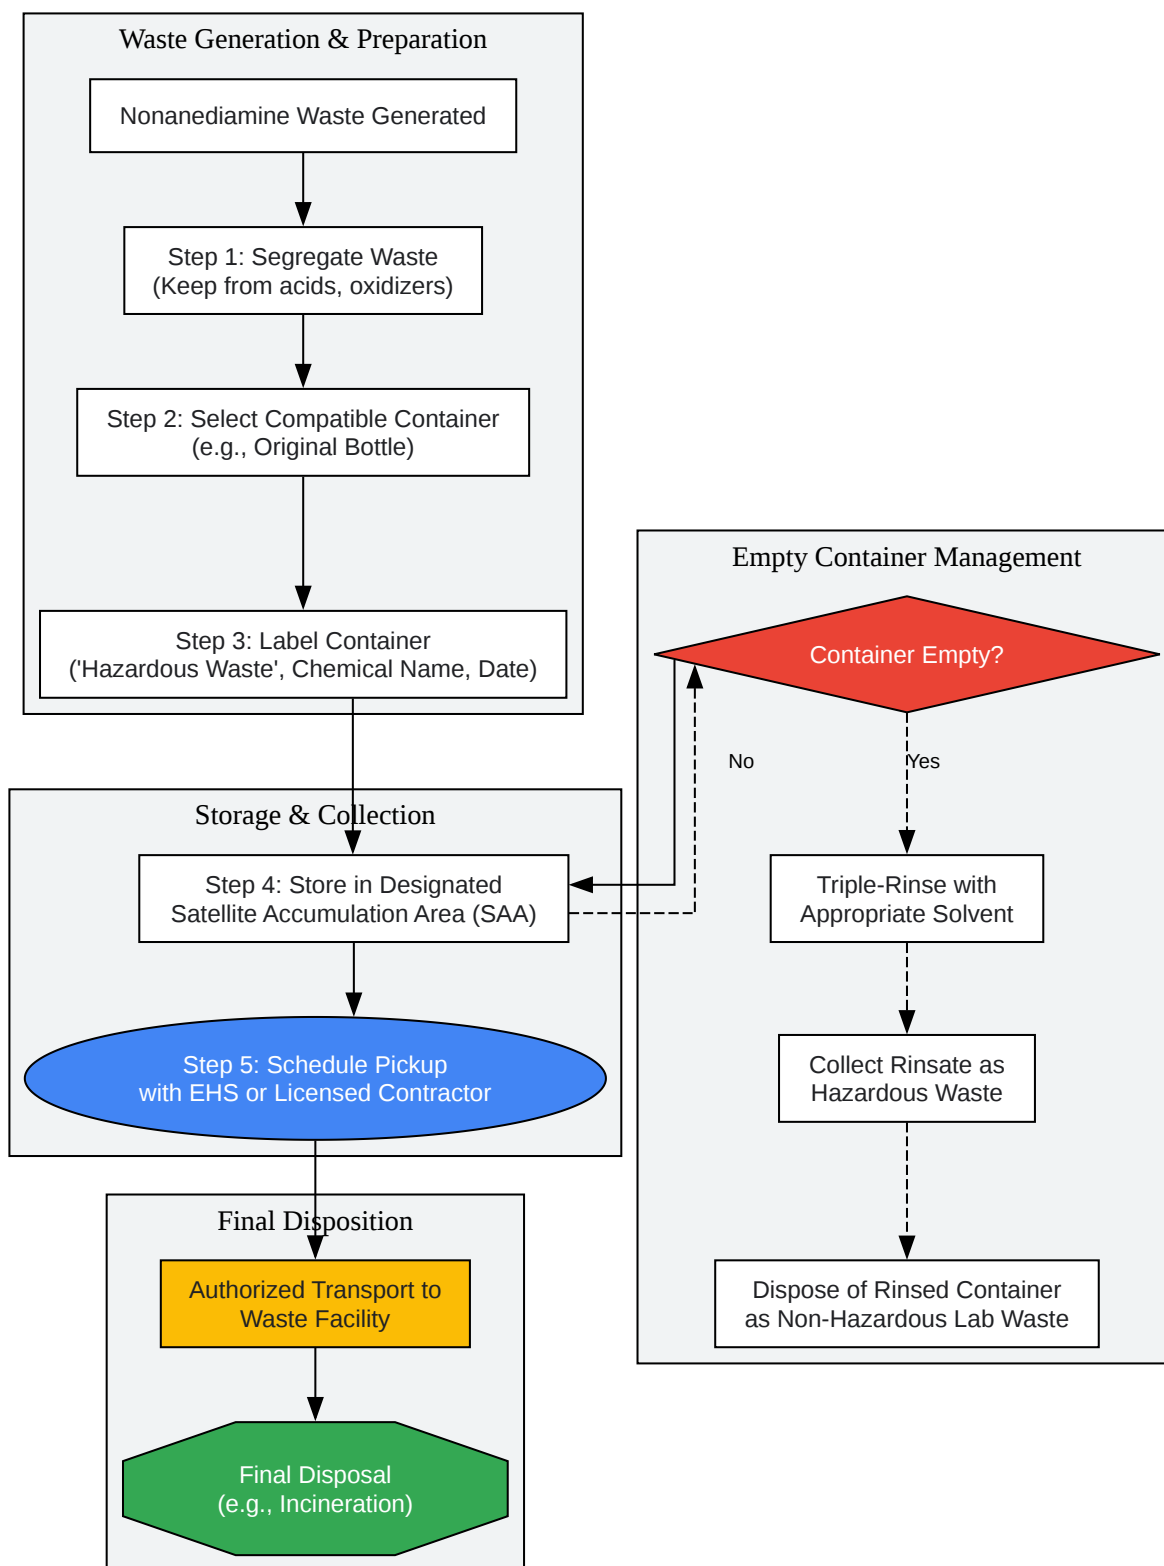 Waste Generation & Preparation
Nonanediamine Waste Generated
Step 1: Segregate Waste
(Keep from acids, oxidizers)
Step 2: Select Compatible Container
(e.g., Original Bottle)
Step 3: Label Container
('Hazardous Waste', Chemical Name, Date)
Storage & Collection
Step 4: Store in Designated
Satellite Accumulation Area (SAA)
Step 5: Schedule Pickup
with EHS or Licensed Contractor
Final Disposition
Authorized Transport to
Waste Facility
Final Disposal
(e.g., Incineration)
Empty Container Management
Container Empty?
No
Yes
Triple-Rinse with
Appropriate Solvent
Collect Rinsate as
Hazardous Waste
Dispose of Rinsed Container
as Non-Hazardous Lab Waste